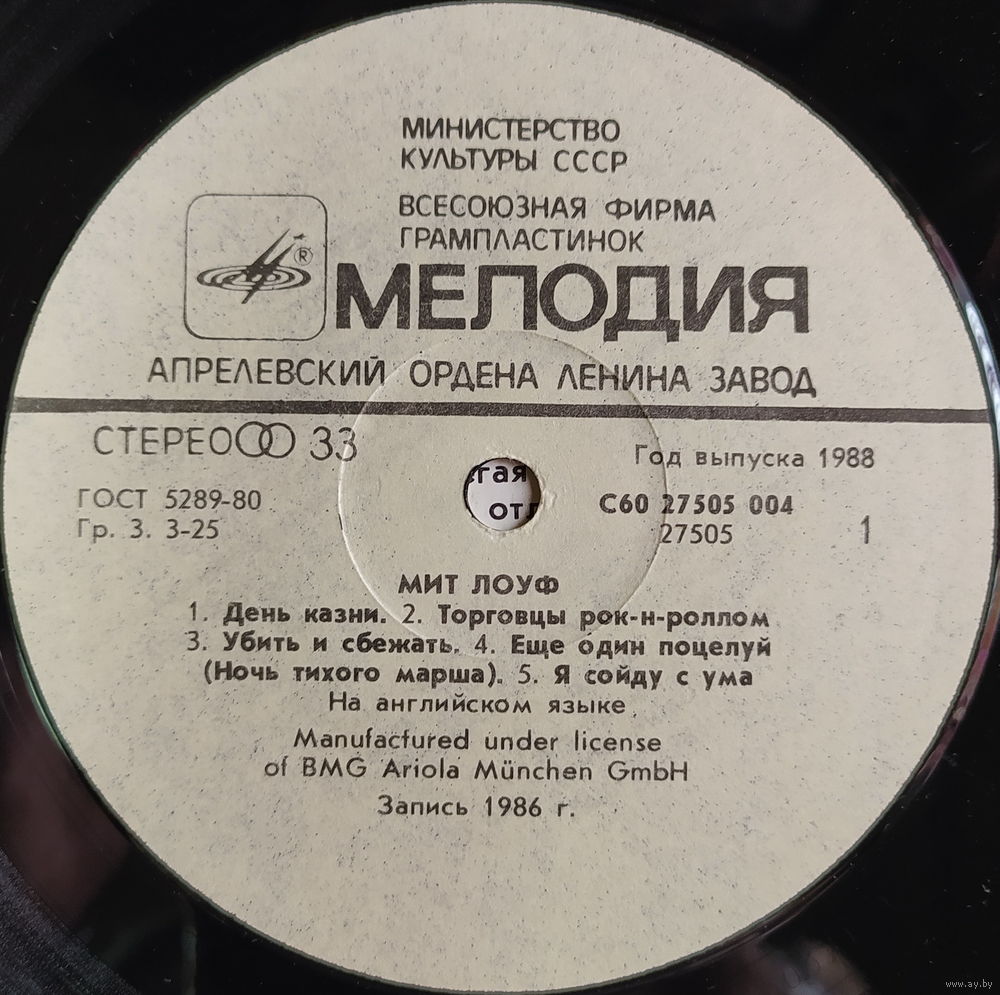 МИНИСТЕРСТВО
КУЛЬТУРЫ СССР
ВСЕСОЮЗНАЯ ФИРМА
ГРАМПЛАСТИНОК
®
МЕЛОДИЯ
АПРЕЛЕВСКИЙ ОРДЕНА ЛЕНИНА ЗАВОД
СТЕРЕО 33
Год выпуска 1988
ГОСТ 5289-80
Гр. 3. 3-25
С60 27505 004
27505
1
МИТ ЛОУФ
1. День казни. 2. Торговцы рок-н-роллом
3. Убить и сбежать. 4. Еще один поцелуй
(Ночь тихого марша). 5. Я сойду с ума
На английском языке
Manufactured under license
of BMG Ariola München GmbH
Запись 1986 г.
www.ay.by